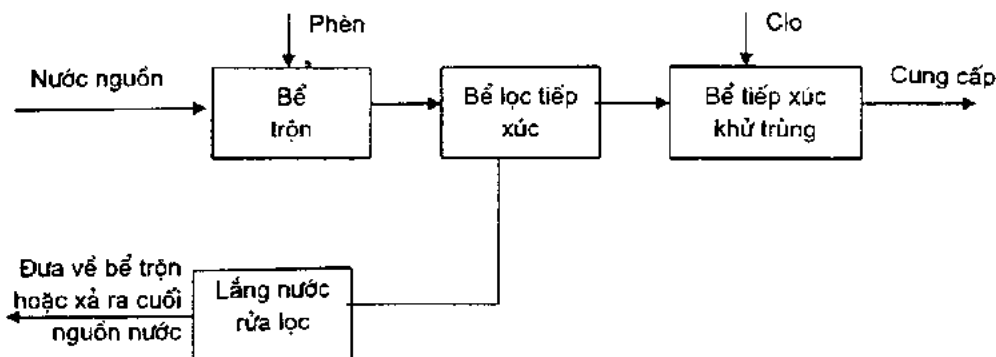 Phèn
Clo
Nước nguồn
Bể
trộn
Bể lọc tiếp
xúc
Bể tiếp xúc
khử trùng
Cung cấp
Đưa về bể trộn
hoặc xả ra cuối
nguồn nước
Lắng nước
rửa lọc